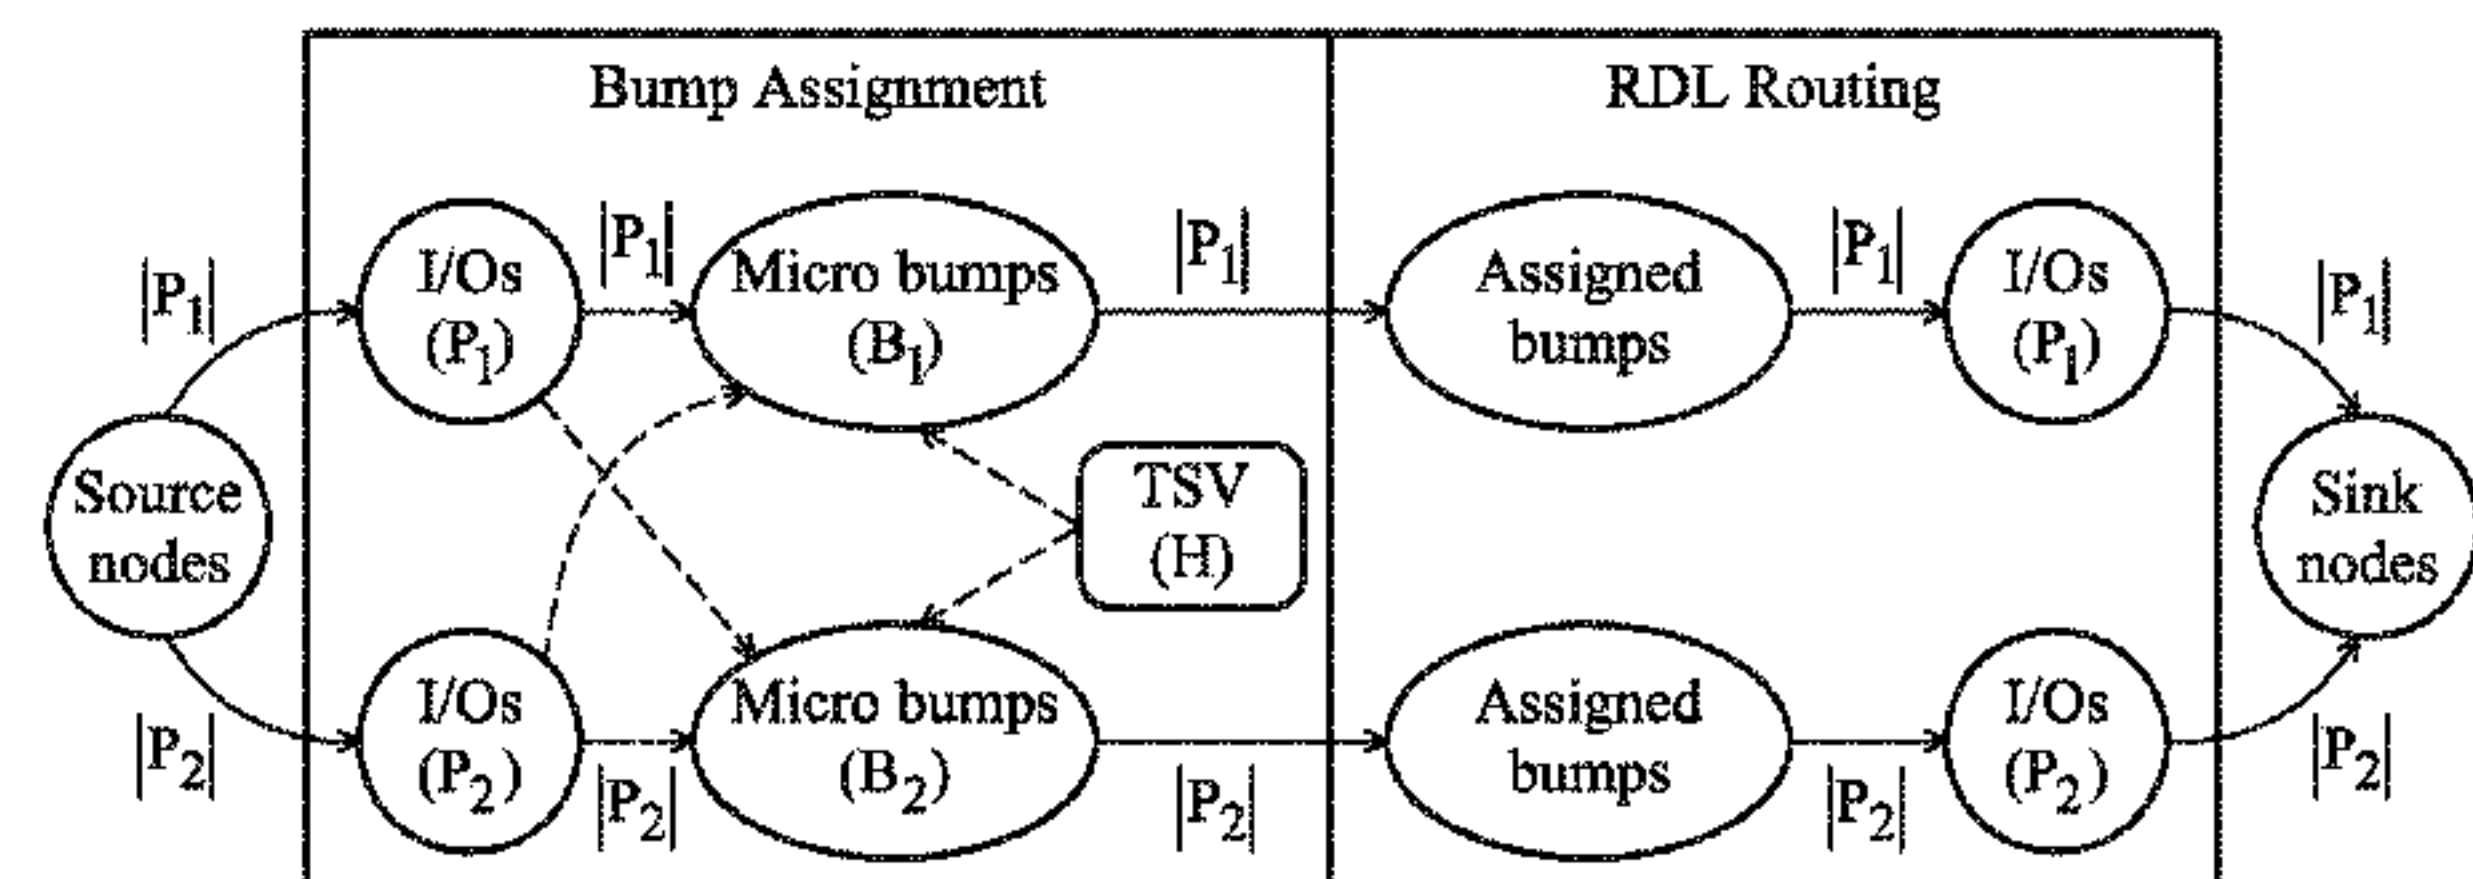 Bump Assignment
RDL Routing
|P1|
I/Os
(P1)
|P1|
Micro bumps
(B1)
|P1|
Assigned
bumps
|P1|
I/Os
(P1)
|P1|
Source
nodes
TSV
(H)
Sink
nodes
|P2|
I/Os
(P2)
|P2|
Micro bumps
(B2)
|P2|
Assigned
bumps
|P2|
I/Os
(P2)
|P2|